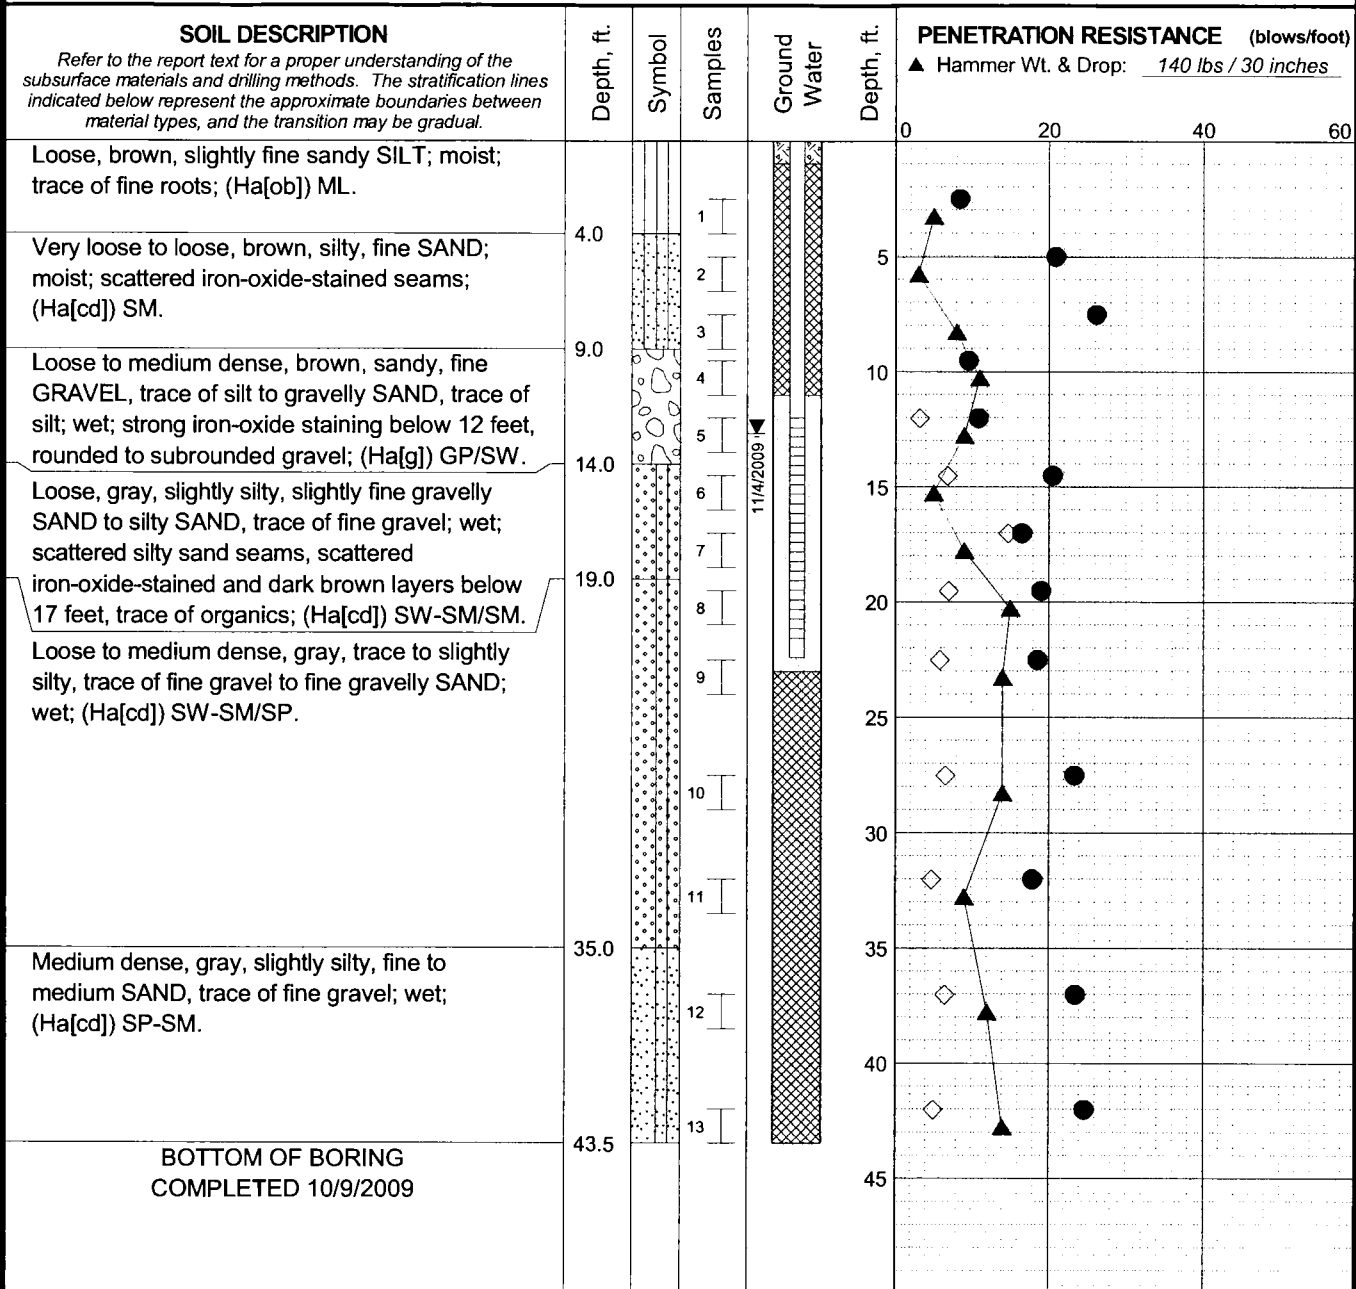 SOIL DESCRIPTION
Refer to the report text for a proper understanding of the
subsurface materials and drilling methods. The stratification lines
indicated below represent the approximate boundaries between
material types, and the transition may be gradual.
Depth, ft.
Symbol
Samples
Ground
Water
Depth, ft.
PENETRATION RESISTANCE (blows/foot)
▲ Hammer Wt. & Drop: 140 lbs / 30 inches
0 20 40 60
Loose, brown, slightly fine sandy SILT; moist;
trace of fine roots; (Ha[ob]) ML.
4.0
Very loose to loose, brown, silty, fine SAND;
moist; scattered iron-oxide-stained seams;
(Ha[cd]) SM.
9.0
Loose to medium dense, brown, sandy, fine
GRAVEL, trace of silt to gravelly SAND, trace of
silt; wet; strong iron-oxide staining below 12 feet,
rounded to subrounded gravel; (Ha[g]) GP/SW.
14.0
Loose, gray, slightly silty, slightly fine gravelly
SAND to silty SAND, trace of fine gravel; wet;
scattered silty sand seams, scattered
iron-oxide-stained and dark brown layers below
17 feet, trace of organics; (Ha[cd]) SW-SM/SM.
19.0
Loose to medium dense, gray, trace to slightly
silty, trace of fine gravel to fine gravelly SAND;
wet; (Ha[cd]) SW-SM/SP.
35.0
Medium dense, gray, slightly silty, fine to
medium SAND, trace of fine gravel; wet;
(Ha[cd]) SP-SM.
43.5
BOTTOM OF BORING
COMPLETED 10/9/2009
1
2
3
4
5
6
7
8
9
10
11
12
13
11/4/2009
5
10
15
20
25
30
35
40
45